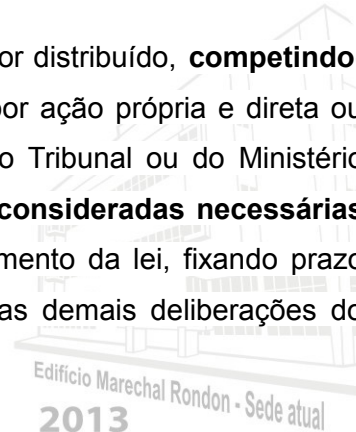 or distribuído, competindo
por ação própria e direta ou
o Tribunal ou do Ministério
consideradas necessárias
mento da lei, fixando prazo
as demais deliberações do
Edifício Marechal Rondon - Sede atual
2013